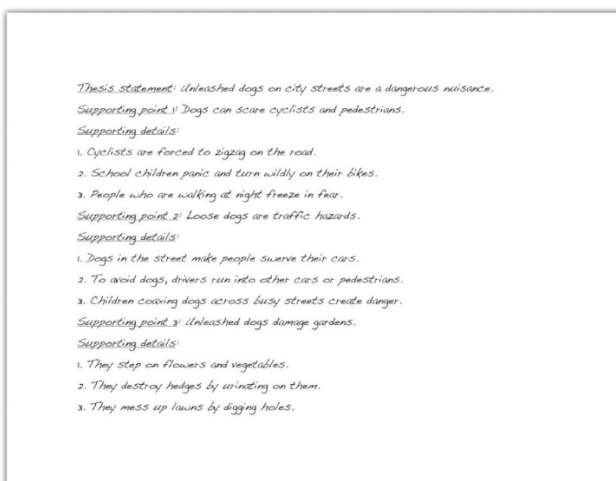 Thesis statement: Unleashed dogs on city streets are a dangerous nuisance.
Supporting point 1: Dogs can scare cyclists and pedestrians.
Supporting details:
1. Cyclists are forced to zigzag on the road.
2. School children panic and turn wildly on their bikes.
3. People who are walking at night freeze in fear.
Supporting point 2: Loose dogs are traffic hazards.
Supporting details:
1. Dogs in the street make people swerve their cars.
2. To avoid dogs, drivers run into other cars or pedestrians.
3. Children coaxing dogs across busy streets create danger.
Supporting point 3: Unleashed dogs damage gardens.
Supporting details:
1. They step on flowers and vegetables.
2. They destroy hedges by urinating on them.
3. They mess up lawns by digging holes.